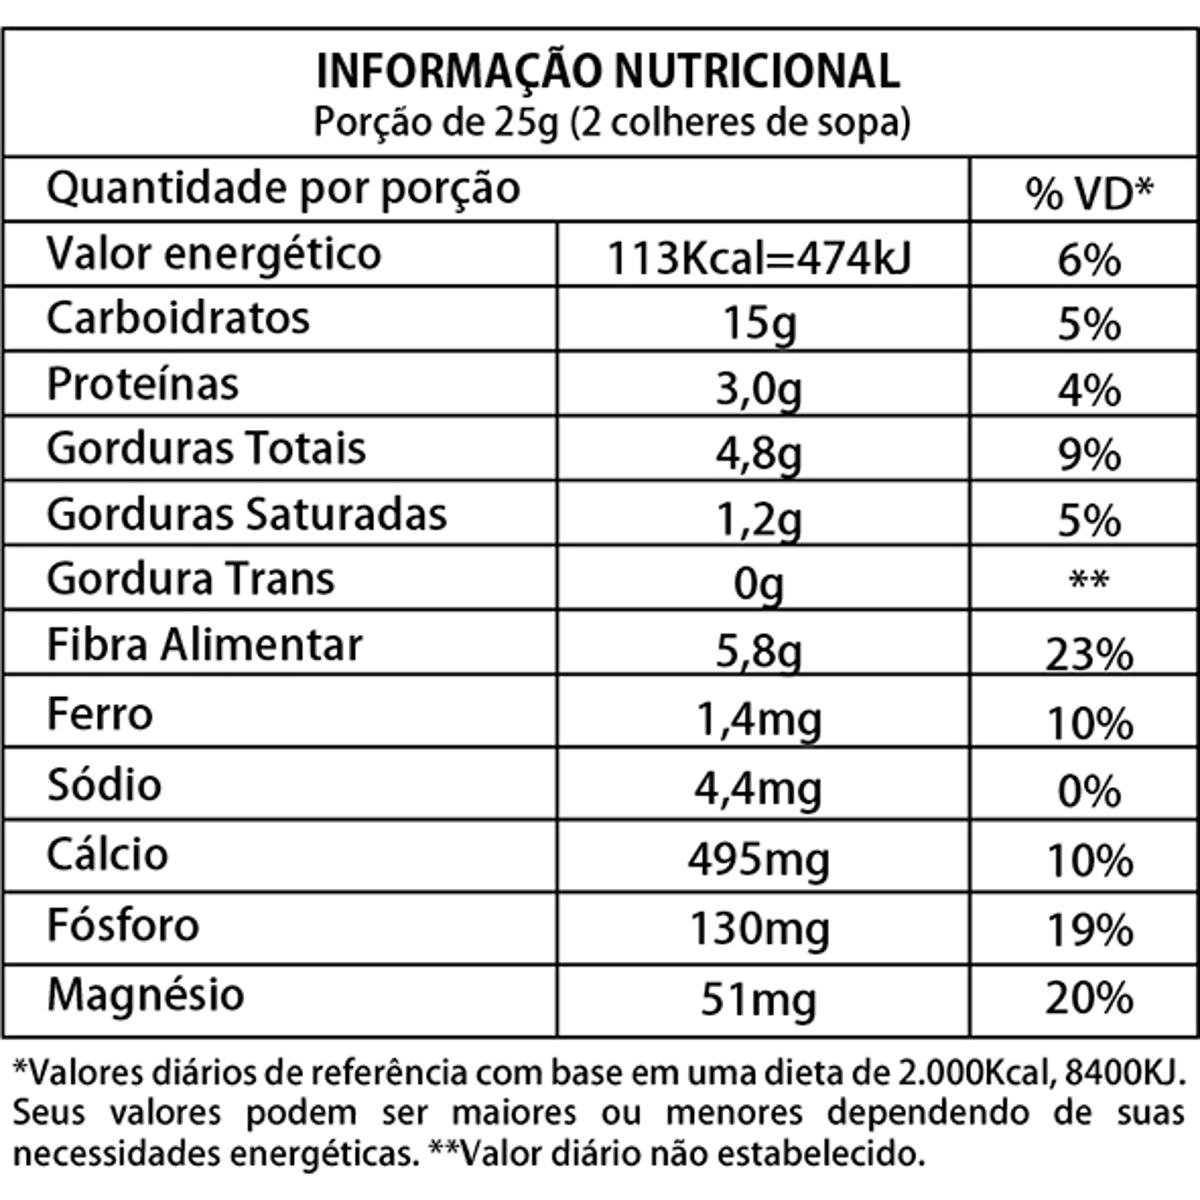 INFORMAÇÃO NUTRICIONAL
Porção de 25g (2 colheres de sopa)
Quantidade por porção % VD*
Valor energético 113Kcal=474kJ 6%
Carboidratos 15g 5%
Proteínas 3,0g 4%
Gorduras Totais 4,8g 9%
Gorduras Saturadas 1,2g 5%
Gordura Trans 0g **
Fibra Alimentar 5,8g 23%
Ferro 1,4mg 10%
Sódio 4,4mg 0%
Cálcio 495mg 10%
Fósforo 130mg 19%
Magnésio 51mg 20%
*Valores diários de referência com base em uma dieta de 2.000Kcal, 8400KJ.
Seus valores podem ser maiores ou menores dependendo de suas
necessidades energéticas. **Valor diário não estabelecido.